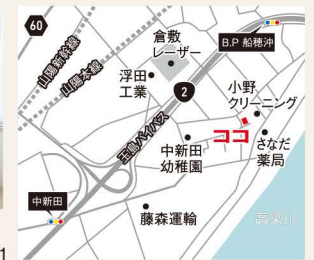 60
山陽新幹線
山陽本線
倉敷
レーザー
B.P 船穂沖
浮田
工業
2
小野
クリーニング
玉島バイパス
ココ
中新田
幼稚園
さなだ
薬局
中新田
藤森運輸
高梁川
1